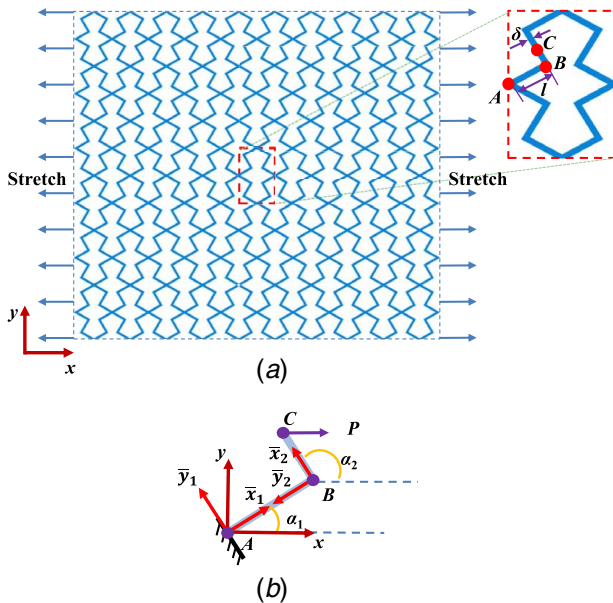 δ C
B
A
l
Stretch Stretch
y
x
(a)
C P
y x̄₂ α₂
ȳ₁ ȳ₂
x̄₁ B
α₁
A x
(b)